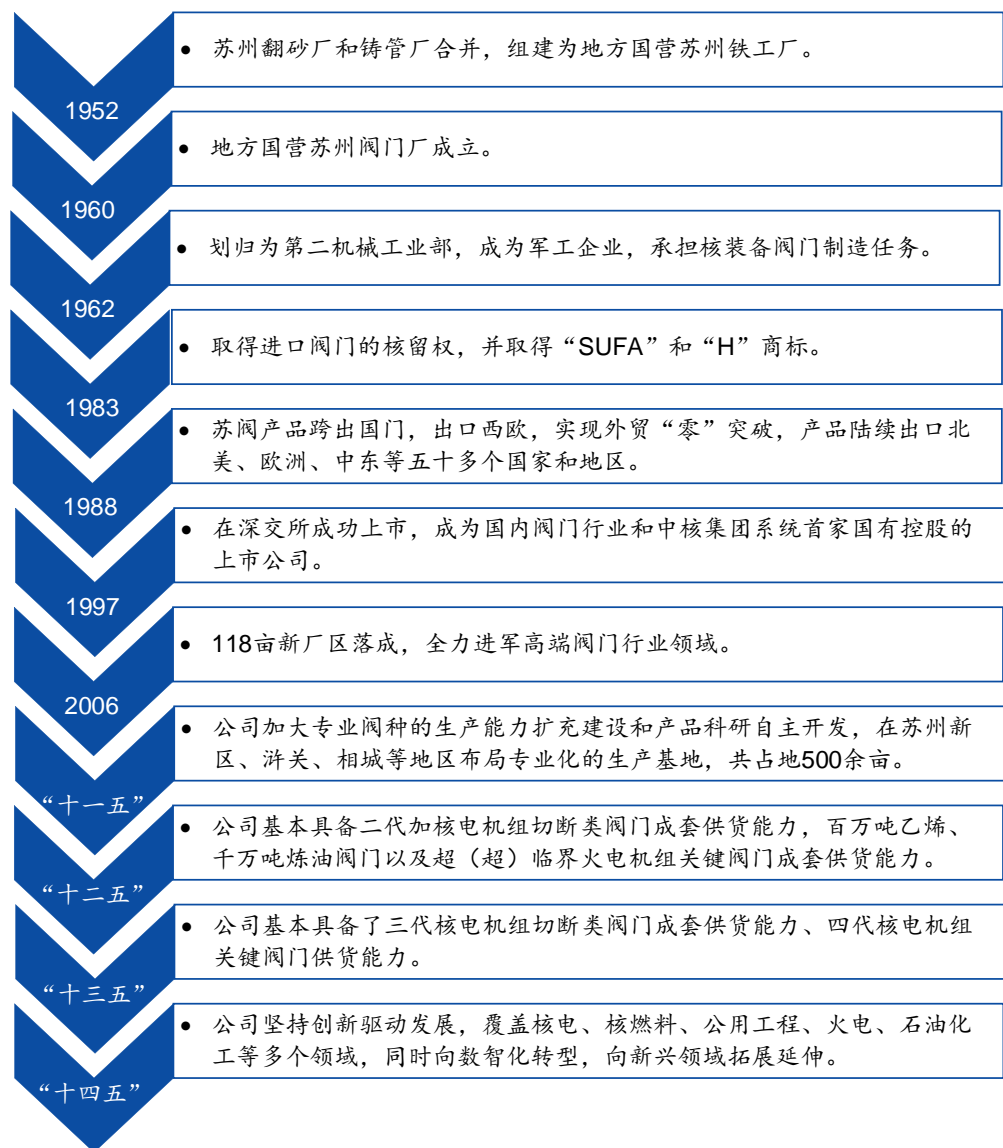 • 苏州翻砂厂和铸管厂合并，组建为地方国营苏州铁工厂。
1952
• 地方国营苏州阀门厂成立。
1960
• 划归为第二机械工业部，成为军工企业，承担核装备阀门制造任务。
1962
• 取得进口阀门的核留权，并取得“SUFA”和“H”商标。
1983
• 苏阀产品跨出国门，出口西欧，实现外贸“零”突破，产品陆续出口北
美、欧洲、中东等五十多个国家和地区。
1988
• 在深交所成功上市，成为国内阀门行业和中核集团系统首家国有控股的
上市公司。
1997
• 118亩新厂区落成，全力进军高端阀门行业领域。
2006
• 公司加大专业阀种的生产能力扩充建设和产品科研自主开发，在苏州新
区、浒关、相城等地区布局专业化的生产基地，共占地500余亩。
“十一五”
• 公司基本具备二代加核电机组切断类阀门成套供货能力，百万吨乙烯、
千万吨炼油阀门以及超（超）临界火电机组关键阀门成套供货能力。
“十二五”
• 公司基本具备了三代核电机组切断类阀门成套供货能力、四代核电机组
关键阀门供货能力。
“十三五”
• 公司坚持创新驱动发展，覆盖核电、核燃料、公用工程、火电、石油化
工等多个领域，同时向数智化转型，向新兴领域拓展延伸。
“十四五”